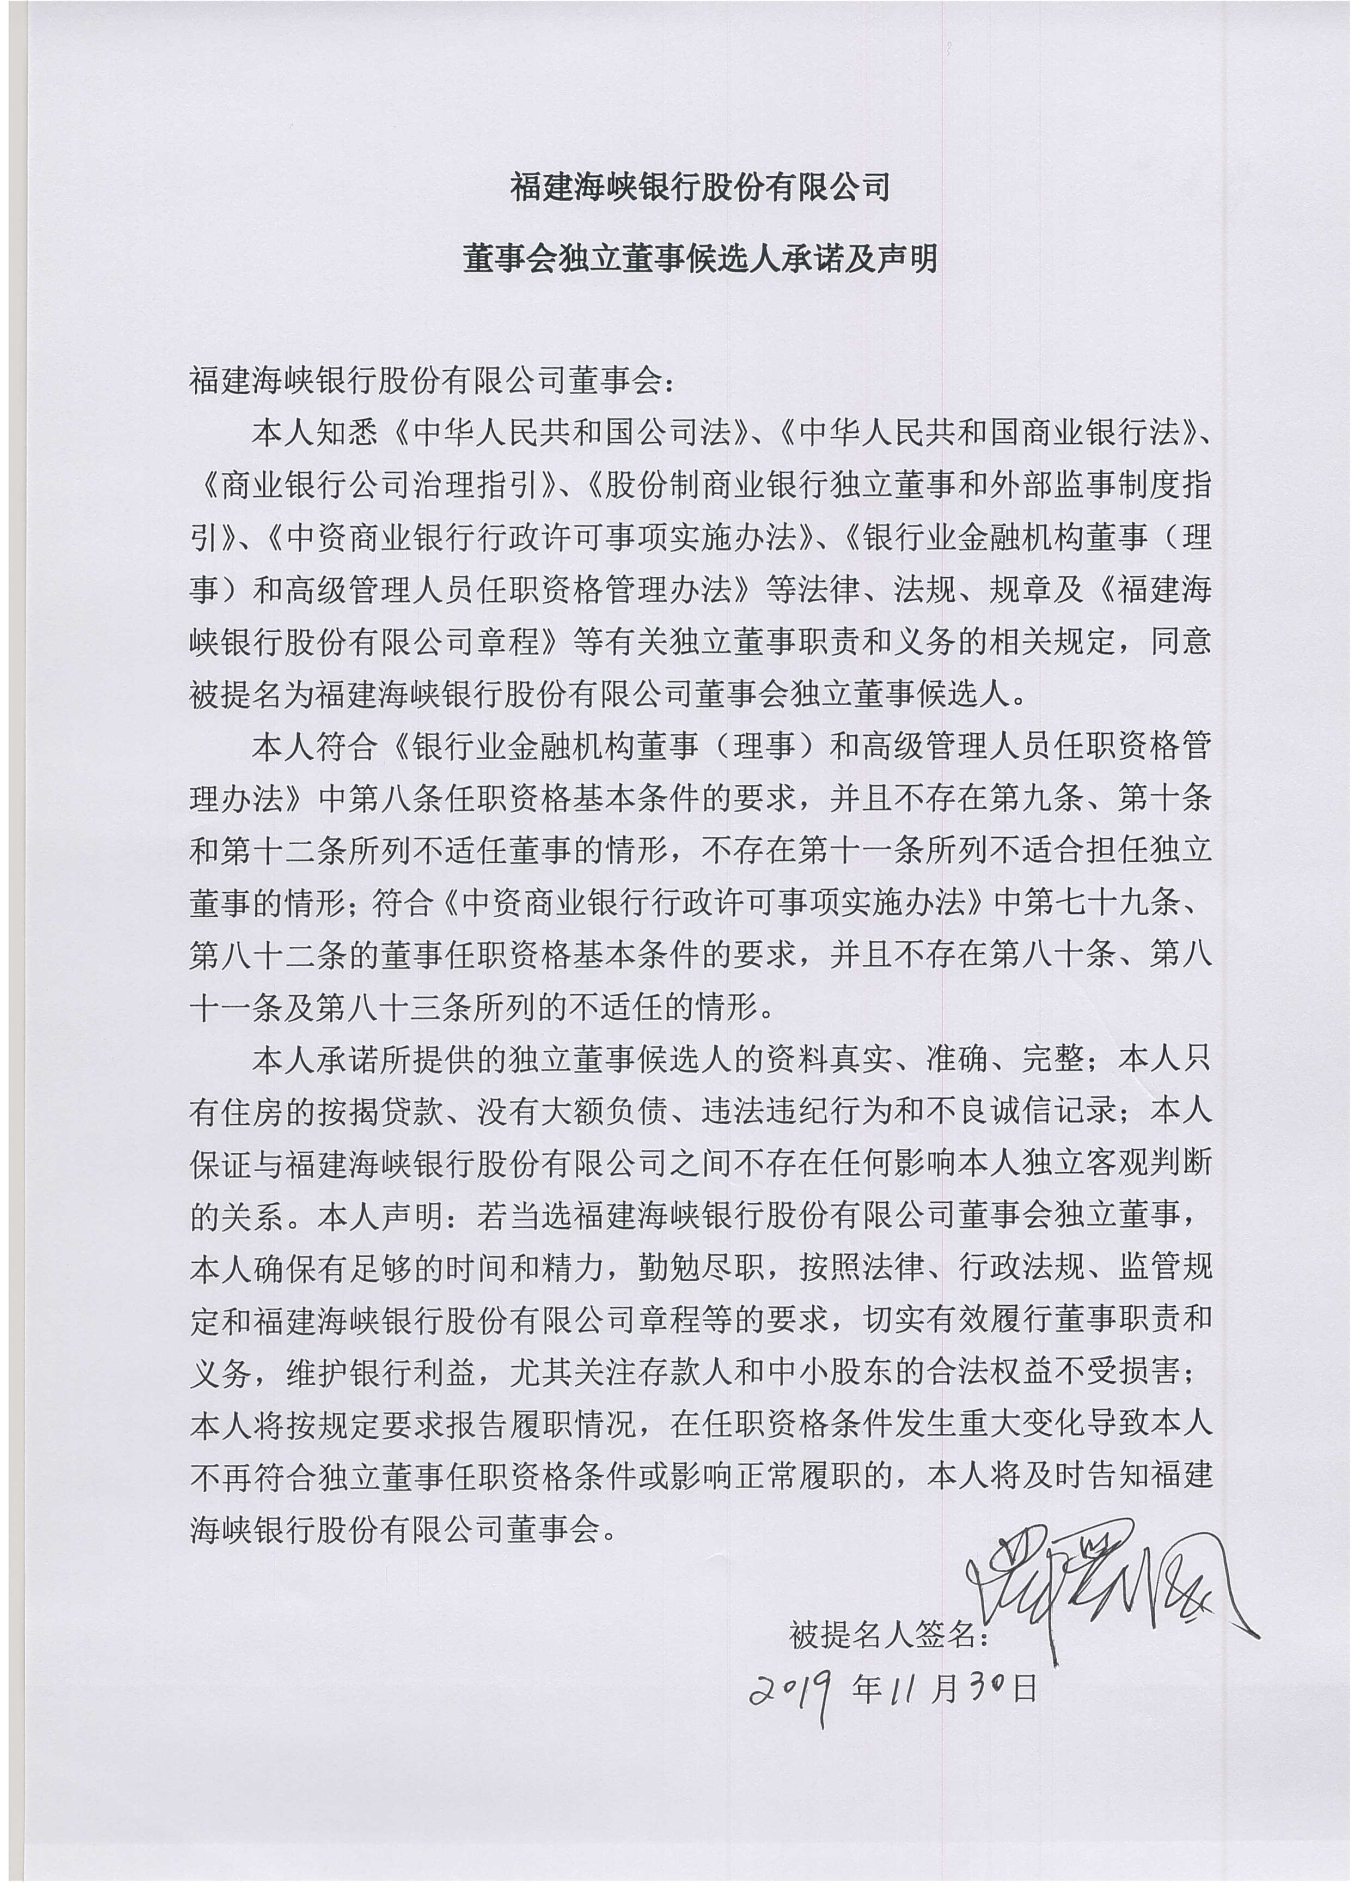 福建海峡银行股份有限公司
董事会独立董事候选人承诺及声明
福建海峡银行股份有限公司董事会：
本人知悉《中华人民共和国公司法》、《中华人民共和国商业银行法》、
《商业银行公司治理指引》、《股份制商业银行独立董事和外部监事制度指
引》、《中资商业银行行政许可事项实施办法》、《银行业金融机构董事（理
事）和高级管理人员任职资格管理办法》等法律、法规、规章及《福建海
峡银行股份有限公司章程》等有关独立董事职责和义务的相关规定，同意
被提名为福建海峡银行股份有限公司董事会独立董事候选人。
本人符合《银行业金融机构董事（理事）和高级管理人员任职资格管
理办法》中第八条任职资格基本条件的要求，并且不存在第九条、第十条
和第十二条所列不适任董事的情形，不存在第十一条所列不适合担任独立
董事的情形；符合《中资商业银行行政许可事项实施办法》中第七十九条、
第八十二条的董事任职资格基本条件的要求，并且不存在第八十条、第八
十一条及第八十三条所列的不适任的情形。
本人承诺所提供的独立董事候选人的资料真实、准确、完整；本人只
有住房的按揭贷款、没有大额负债、违法违纪行为和不良诚信记录；本人
保证与福建海峡银行股份有限公司之间不存在任何影响本人独立客观判断
的关系。本人声明：若当选福建海峡银行股份有限公司董事会独立董事，
本人确保有足够的时间和精力，勤勉尽职，按照法律、行政法规、监管规
定和福建海峡银行股份有限公司章程等的要求，切实有效履行董事职责和
义务，维护银行利益，尤其关注存款人和中小股东的合法权益不受损害；
本人将按规定要求报告履职情况，在任职资格条件发生重大变化导致本人
不再符合独立董事任职资格条件或影响正常履职的，本人将及时告知福建
海峡银行股份有限公司董事会。
被提名人签名：
2019年11月30日